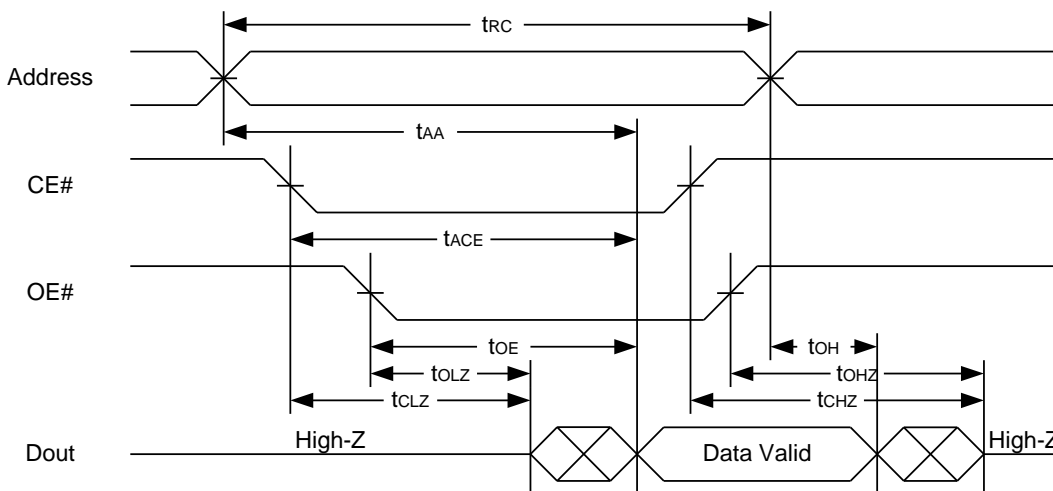 tRC
Address
tAA
CE#
tACE
OE#
tOE
tOH
tOLZ
tOHZ
tCLZ
tCHZ
High-Z
Data Valid
High-Z
Dout